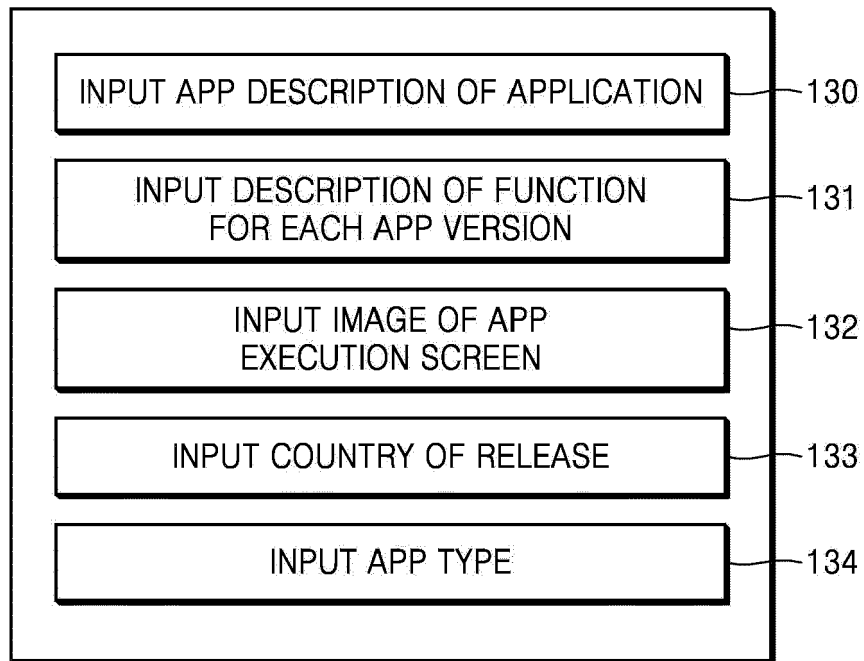 INPUT APP DESCRIPTION OF APPLICATION
130
INPUT DESCRIPTION OF FUNCTION
FOR EACH APP VERSION
131
INPUT IMAGE OF APP
EXECUTION SCREEN
132
INPUT COUNTRY OF RELEASE
133
INPUT APP TYPE
134